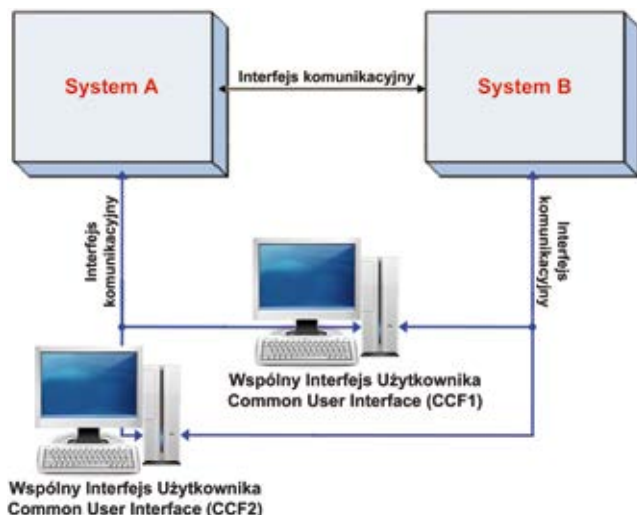 System A
Interfejs komunikacyjny
System B
Interfejs
komunikacyjny
Interfejs
komunikacyjny
Wspólny Interfejs Użytkownika
Common User Interface (CCF1)
Wspólny Interfejs Użytkownika
Common User Interface (CCF2)